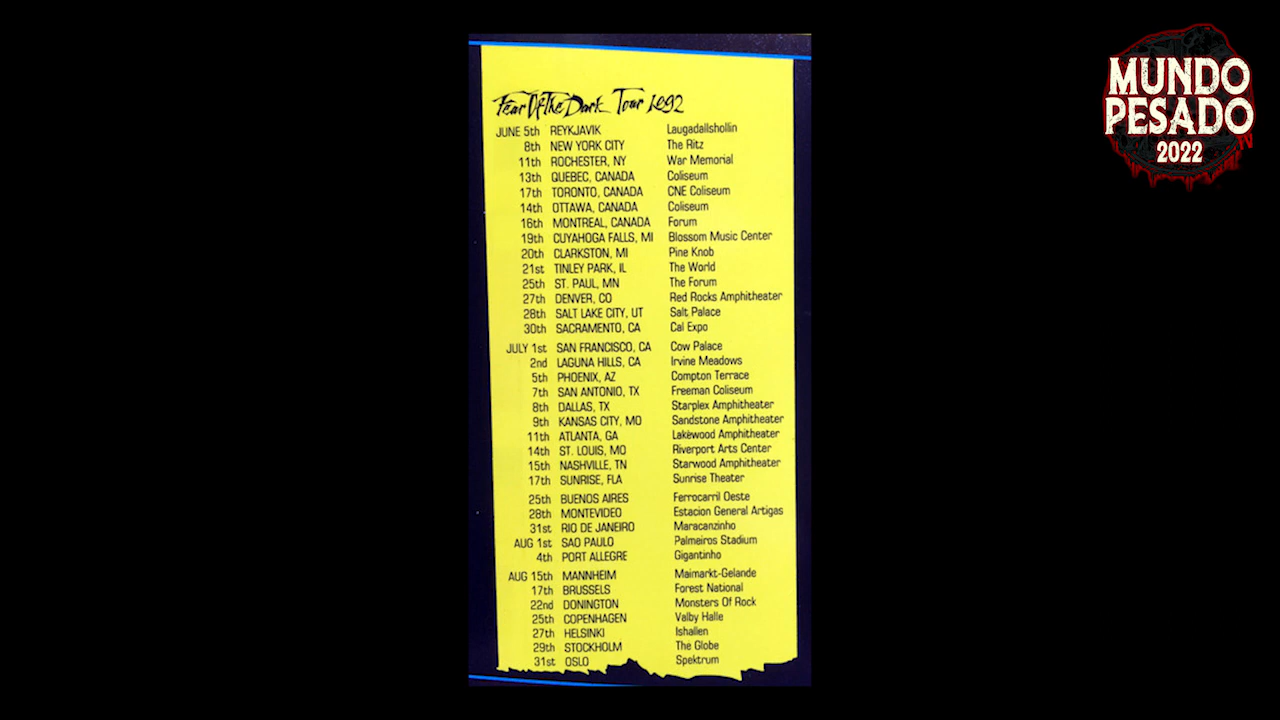 Fear Of The Dark Tour 1992
JUNE 5th REYKJAVIK Laugadallshollin
8th NEW YORK CITY The Ritz
11th ROCHESTER, NY War Memorial
13th QUEBEC, CANADA Coliseum
17th TORONTO, CANADA CNE Coliseum
14th OTTAWA, CANADA Coliseum
16th MONTREAL, CANADA Forum
19th CUYAHOGA FALLS, MI Blossom Music Center
20th CLARKSTON, MI Pine Knob
21st TINLEY PARK, IL The World
25th ST. PAUL, MN The Forum
27th DENVER, CO Red Rocks Amphitheater
28th SALT LAKE CITY, UT Salt Palace
30th SACRAMENTO, CA Cal Expo
JULY 1st SAN FRANCISCO, CA Cow Palace
2nd LAGUNA HILLS, CA Irvine Meadows
5th PHOENIX, AZ Compton Terrace
7th SAN ANTONIO, TX Freeman Coliseum
8th DALLAS, TX Starplex Amphitheater
9th KANSAS CITY, MO Sandstone Amphitheater
11th ATLANTA, GA Lakewood Amphitheater
14th ST. LOUIS, MO Riverport Arts Center
15th NASHVILLE, TN Starwood Amphitheater
17th SUNRISE, FLA Sunrise Theater
25th BUENOS AIRES Ferrocarril Oeste
28th MONTEVIDEO Estacion General Artigas
31st RIO DE JANEIRO Maracanzinho
AUG 1st SAO PAULO Palmeiros Stadium
4th PORT ALLEGRE Gigantinho
AUG 15th MANNHEIM Maimarkt-Gelande
17th BRUSSELS Forest National
22nd DONINGTON Monsters Of Rock
25th COPENHAGEN Valby Halle
27th HELSINKI Ishallen
29th STOCKHOLM The Globe
31st OSLO Spektrum
MUNDO
PESADO
2022